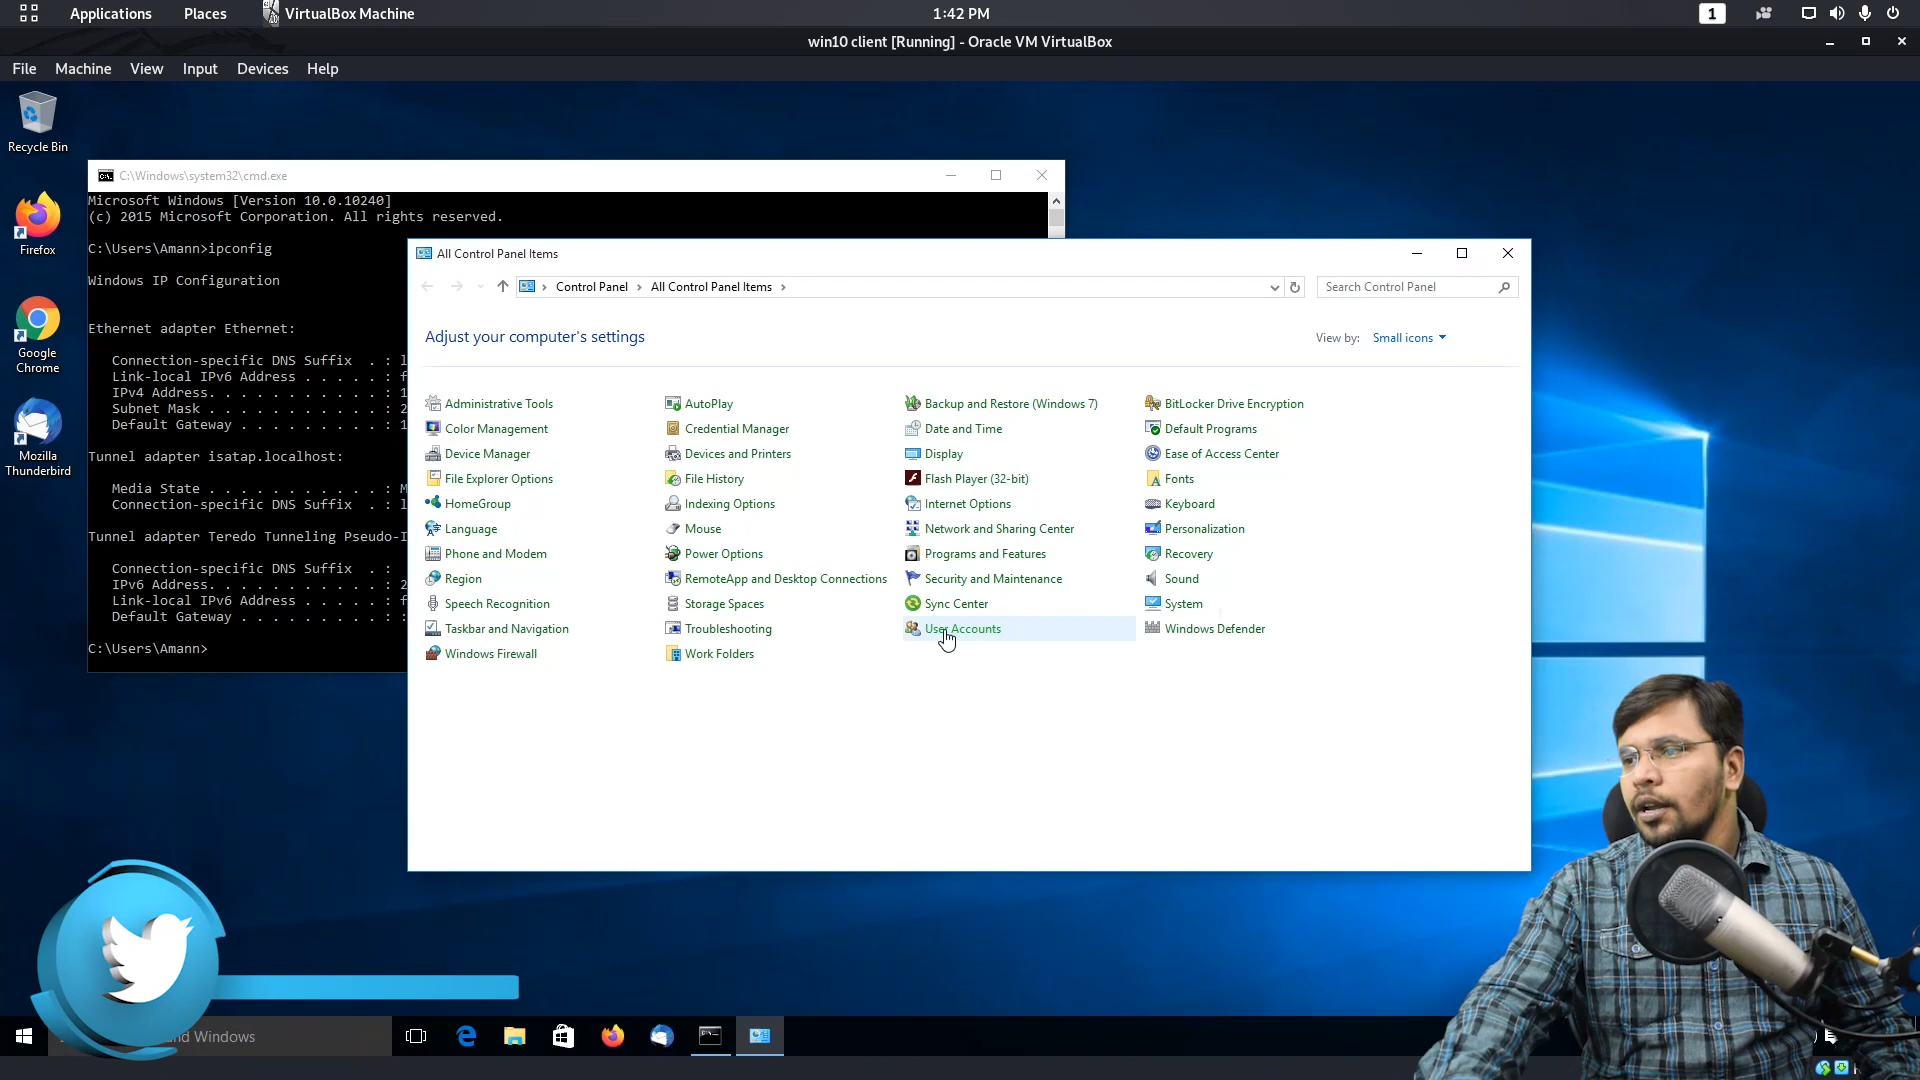 Applications Places VirtualBox Machine 1:42 PM 1
win10 client [Running] - Oracle VM VirtualBox
File Machine View Input Devices Help
Recycle Bin
Firefox
Google
Chrome
Mozilla
Thunderbird
C:\Windows\system32\cmd.exe
Microsoft Windows [Version 10.0.10240]
(c) 2015 Microsoft Corporation. All rights reserved.
C:\Users\Amann>ipconfig
Windows IP Configuration
Ethernet adapter Ethernet:
Connection-specific DNS Suffix . : l
Link-local IPv6 Address . . . . . : f
IPv4 Address. . . . . . . . . . . : 1
Subnet Mask . . . . . . . . . . . : 2
Default Gateway . . . . . . . . . : 1
Tunnel adapter isatap.localhost:
Media State . . . . . . . . . . . : M
Connection-specific DNS Suffix . : l
Tunnel adapter Teredo Tunneling Pseudo-I
Connection-specific DNS Suffix . :
IPv6 Address. . . . . . . . . . . : 2
Link-local IPv6 Address . . . . . : f
Default Gateway . . . . . . . . . : :
C:\Users\Amann>
All Control Panel Items
Control Panel › All Control Panel Items ›
Search Control Panel
Adjust your computer's settings
View by: Small icons
Administrative Tools AutoPlay Backup and Restore (Windows 7) BitLocker Drive Encryption
Color Management Credential Manager Date and Time Default Programs
Device Manager Devices and Printers Display Ease of Access Center
File Explorer Options File History Flash Player (32-bit) Fonts
HomeGroup Indexing Options Internet Options Keyboard
Language Mouse Network and Sharing Center Personalization
Phone and Modem Power Options Programs and Features Recovery
Region RemoteApp and Desktop Connections Security and Maintenance Sound
Speech Recognition Storage Spaces Sync Center System
Taskbar and Navigation Troubleshooting User Accounts Windows Defender
Windows Firewall Work Folders
nd Windows